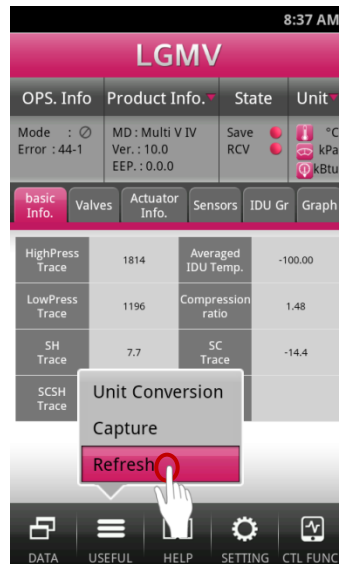 8:37 AM
LGMV
OPS. Info Product Info. State Unit
Mode : Error : 44-1
MD : Multi V IV
Ver. : 10.0
EEP. : 0.0.0
Save
RCV
°C
kPa
kBtu
basic Info. Valves Actuator Info. Sensors IDU Gr Graph
HighPress Trace 1814 Averaged IDU Temp. -100.00
LowPress Trace 1196 Compression ratio 1.48
SH Trace 7.7 SC Trace -14.4
SCSH Trace
Unit Conversion
Capture
Refresh
DATA USEFUL HELP SETTING CTL FUNC